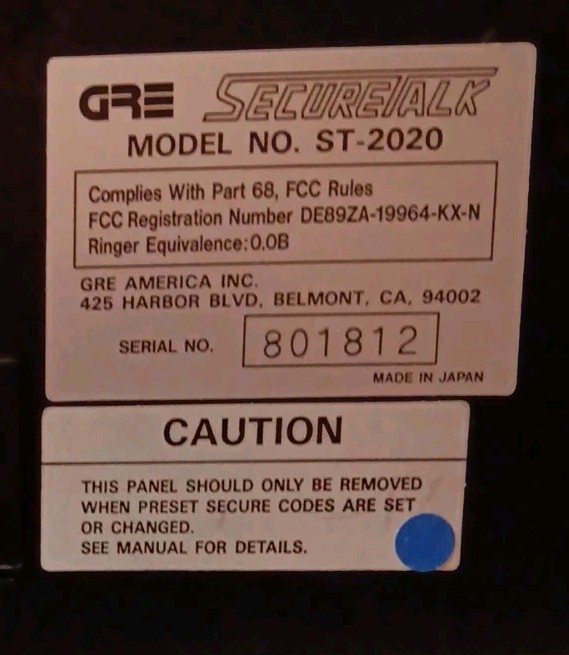 GRE SECURETALK
MODEL NO. ST-2020
Complies With Part 68, FCC Rules
FCC Registration Number DE89ZA-19964-KX-N
Ringer Equivalence:0.0B
GRE AMERICA INC.
425 HARBOR BLVD, BELMONT, CA, 94002
SERIAL NO. 801812
MADE IN JAPAN
CAUTION
THIS PANEL SHOULD ONLY BE REMOVED
WHEN PRESET SECURE CODES ARE SET
OR CHANGED.
SEE MANUAL FOR DETAILS.